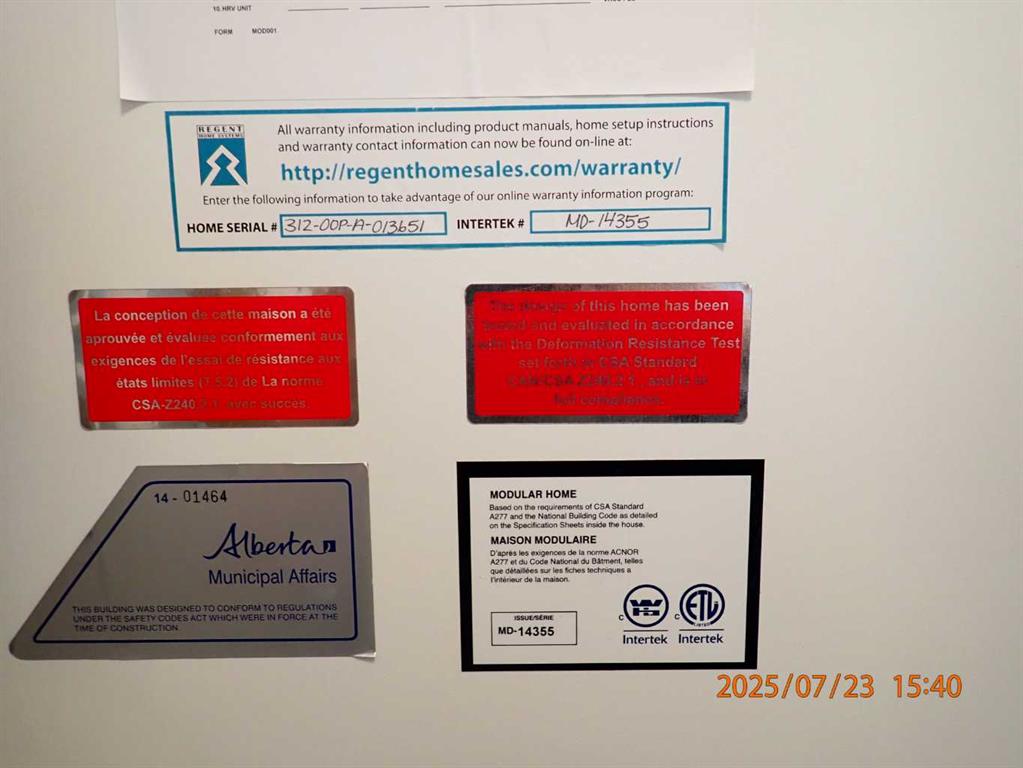 10. HRV UNIT
FORM MOD001
REGENT
HOME SYSTEMS
All warranty information including product manuals, home setup instructions
and warranty contact information can now be found on-line at:
http://regenthomesales.com/warranty/
Enter the following information to take advantage of our online warranty information program:
HOME SERIAL # 312-00P-A-013651 INTERTEK # MD-14355
La conception de cette maison a été
aprouvée et évaluée conformement aux
exigences de l'essai de résistance aux
états limites (7.5.2) de La norme
CSA-Z240.2.1, avec succès.
The design of this home has been
tested and evaluated in accordance
with the Deformation Resistance Test
set forth in CSA Standard
CAN/CSA Z240.2.1, and is in
full compliance.
14 - 01464
Alberta
Municipal Affairs
THIS BUILDING WAS DESIGNED TO CONFORM TO REGULATIONS
UNDER THE SAFETY CODES ACT WHICH WERE IN FORCE AT THE
TIME OF CONSTRUCTION.
MODULAR HOME
Based on the requirements of CSA Standard
A277 and the National Building Code as detailed
on the Specification Sheets inside the house.
MAISON MODULAIRE
D'après les exigences de la norme ACNOR
A277 et du Code National du Bâtment, telles
que détaillées sur les fiches techniques a
l'intérieur de la maison.
ISSUE/SÉRIE
MD-14355
C WH Intertek
C ETL LISTED Intertek
2025/07/23 15:40